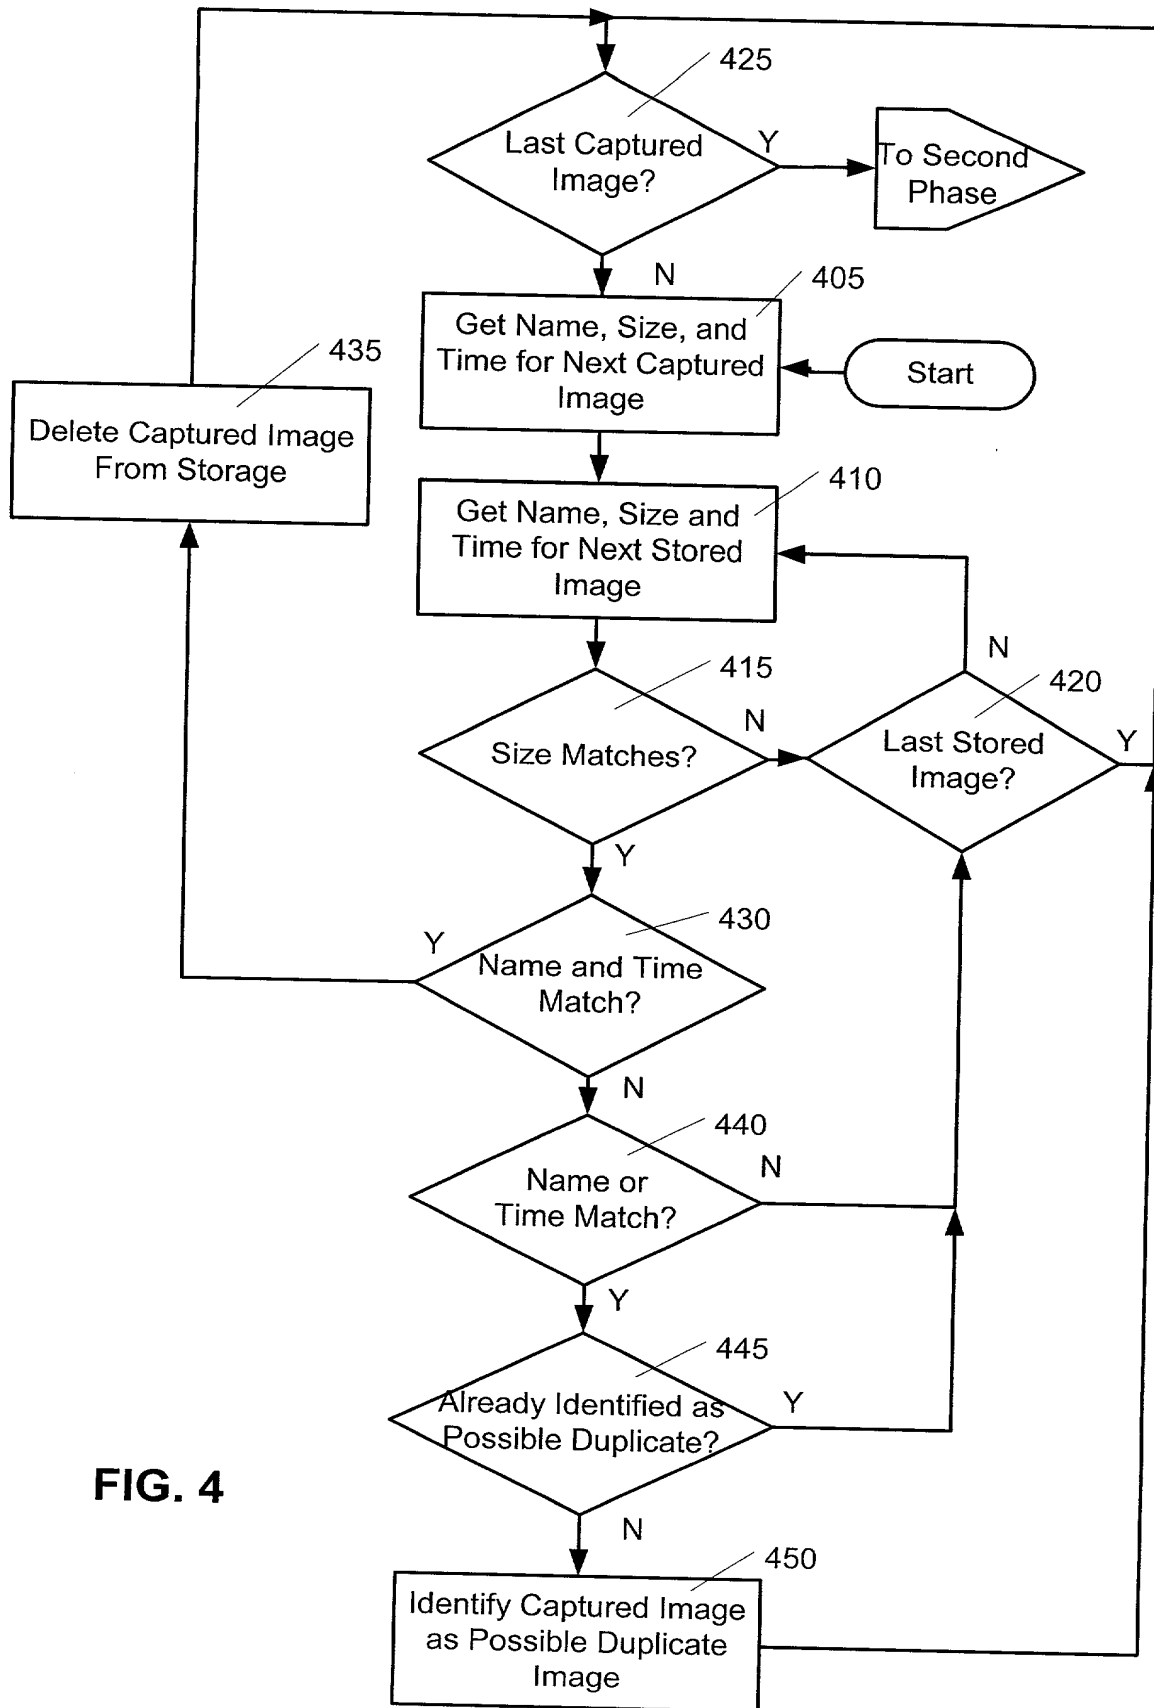 425
Last Captured
Image?
Y
To Second
Phase
N
405
Get Name, Size, and
Time for Next Captured
Image
Start
435
Delete Captured Image
From Storage
410
Get Name, Size and
Time for Next Stored
Image
N
415
N
420
Size Matches?
Last Stored
Image?
Y
Y
430
Y
Name and Time
Match?
N
440
N
Name or
Time Match?
Y
445
Y
Already Identified as
Possible Duplicate?
FIG. 4
N
450
Identify Captured Image
as Possible Duplicate
Image